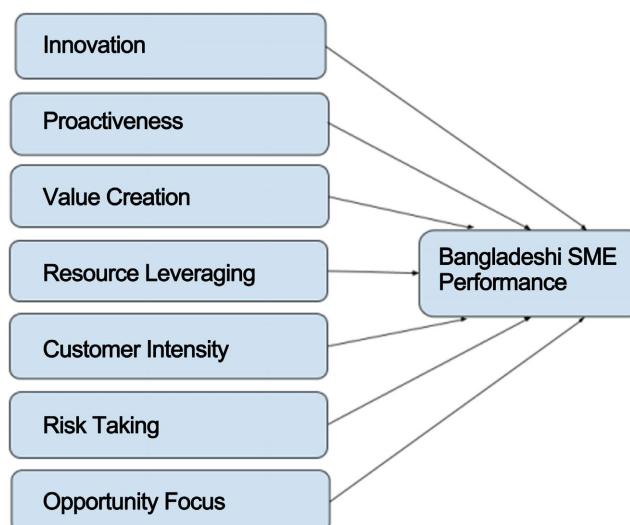 Innovation
Proactiveness
Value Creation
Resource Leveraging
Customer Intensity
Risk Taking
Opportunity Focus
Bangladeshi SME
Performance